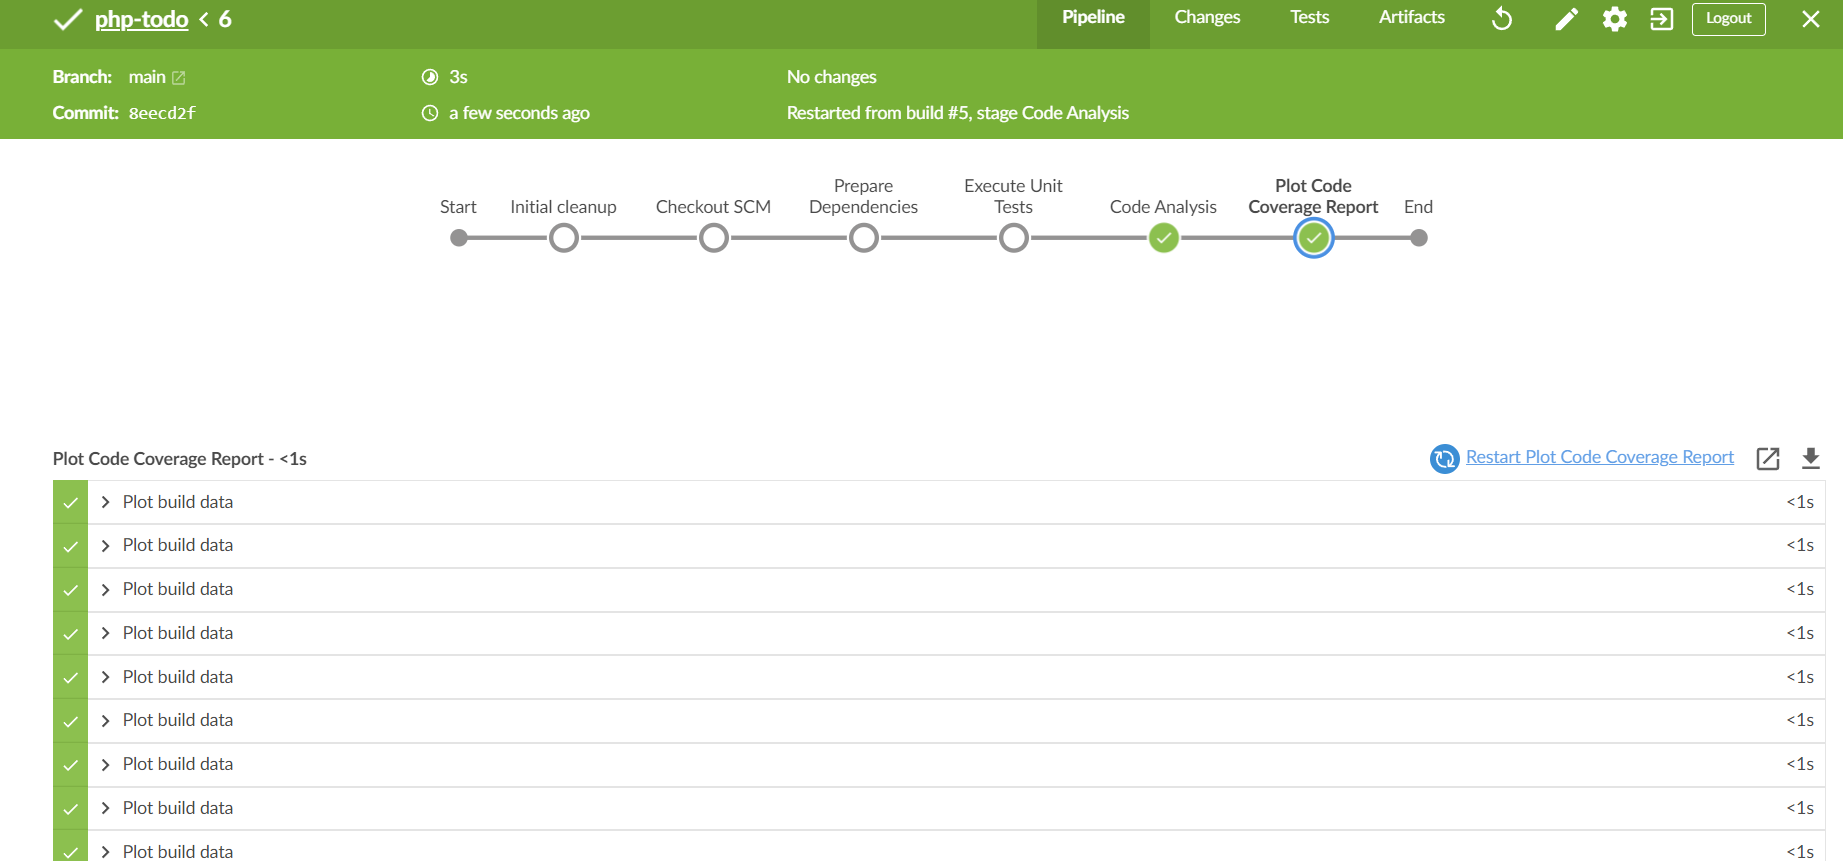 php-todo < 6
Pipeline Changes Tests Artifacts Logout
Branch: main
3s
No changes
Commit: 8eecd2f
a few seconds ago
Restarted from build #5, stage Code Analysis
Start
Initial cleanup
Checkout SCM
Prepare
Dependencies
Execute Unit
Tests
Code Analysis
Plot Code
Coverage Report
End
Plot Code Coverage Report - <1s
Restart Plot Code Coverage Report
Plot build data <1s
Plot build data <1s
Plot build data <1s
Plot build data <1s
Plot build data <1s
Plot build data <1s
Plot build data <1s
Plot build data <1s
Plot build data <1s